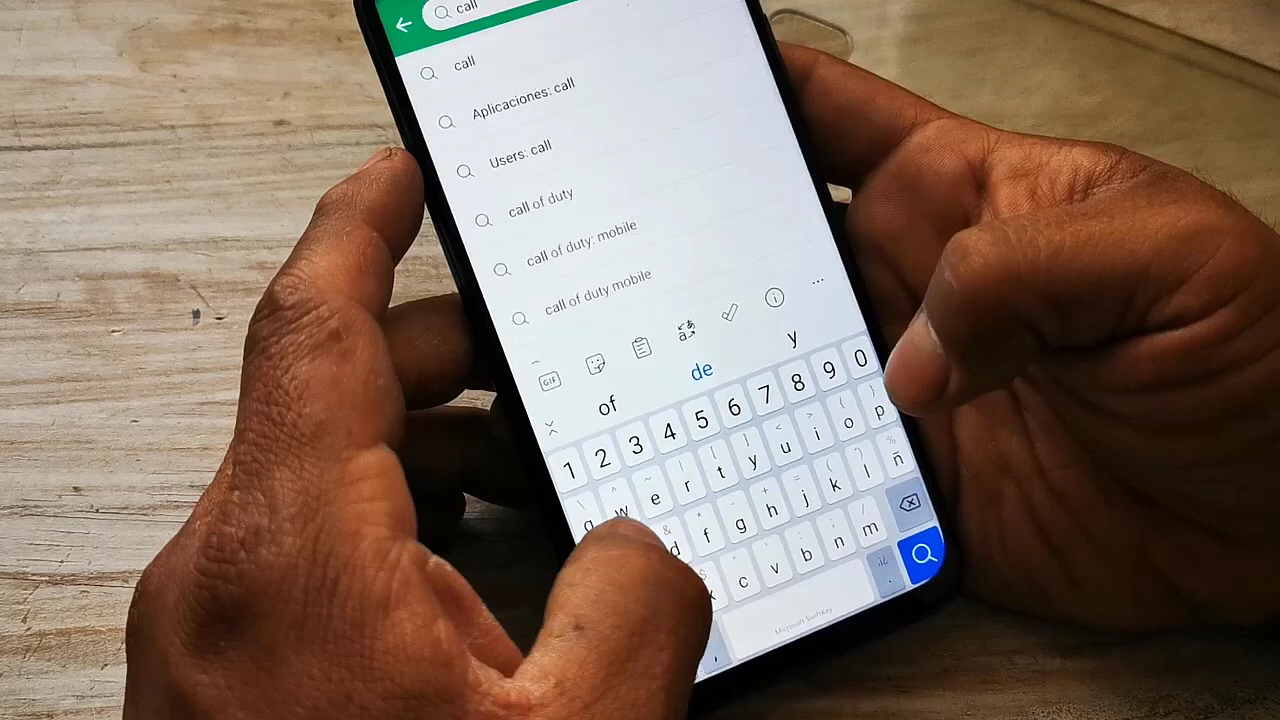 call
call
Aplicaciones: call
Users: call
call of duty
call of duty: mobile
call of duty mobile
GIF
of de y
1 2 3 4 5 6 7 8 9 0
q w e r t y u i o p
d f g h j k l ñ
c v b n m
Microsoft SwiftKey